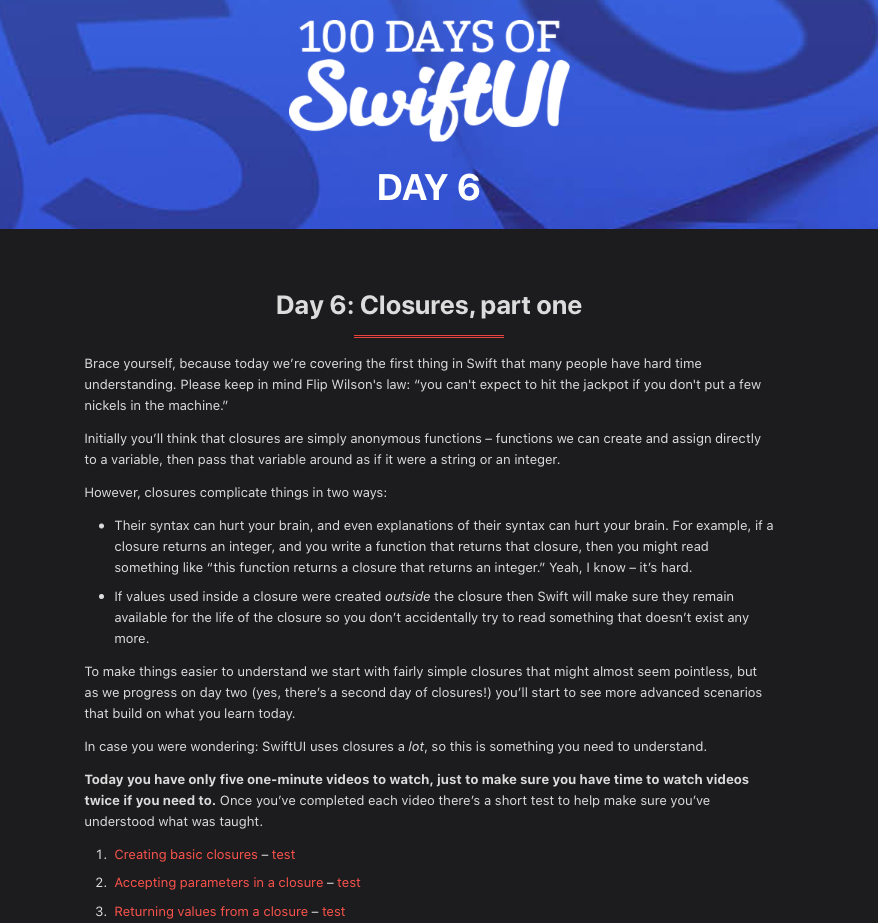 100 DAYS OF
SwiftUI
DAY 6
Day 6: Closures, part one
Brace yourself, because today we’re covering the first thing in Swift that many people have hard time
understanding. Please keep in mind Flip Wilson's law: “you can't expect to hit the jackpot if you don't put a few
nickels in the machine.”
Initially you’ll think that closures are simply anonymous functions – functions we can create and assign directly
to a variable, then pass that variable around as if it were a string or an integer.
However, closures complicate things in two ways:
• Their syntax can hurt your brain, and even explanations of their syntax can hurt your brain. For example, if a
closure returns an integer, and you write a function that returns that closure, then you might read
something like “this function returns a closure that returns an integer.” Yeah, I know – it’s hard.
• If values used inside a closure were created outside the closure then Swift will make sure they remain
available for the life of the closure so you don’t accidentally try to read something that doesn’t exist any
more.
To make things easier to understand we start with fairly simple closures that might almost seem pointless, but
as we progress on day two (yes, there’s a second day of closures!) you’ll start to see more advanced scenarios
that build on what you learn today.
In case you were wondering: SwiftUI uses closures a lot, so this is something you need to understand.
Today you have only five one-minute videos to watch, just to make sure you have time to watch videos
twice if you need to. Once you’ve completed each video there’s a short test to help make sure you’ve
understood what was taught.
1. Creating basic closures – test
2. Accepting parameters in a closure – test
3. Returning values from a closure – test